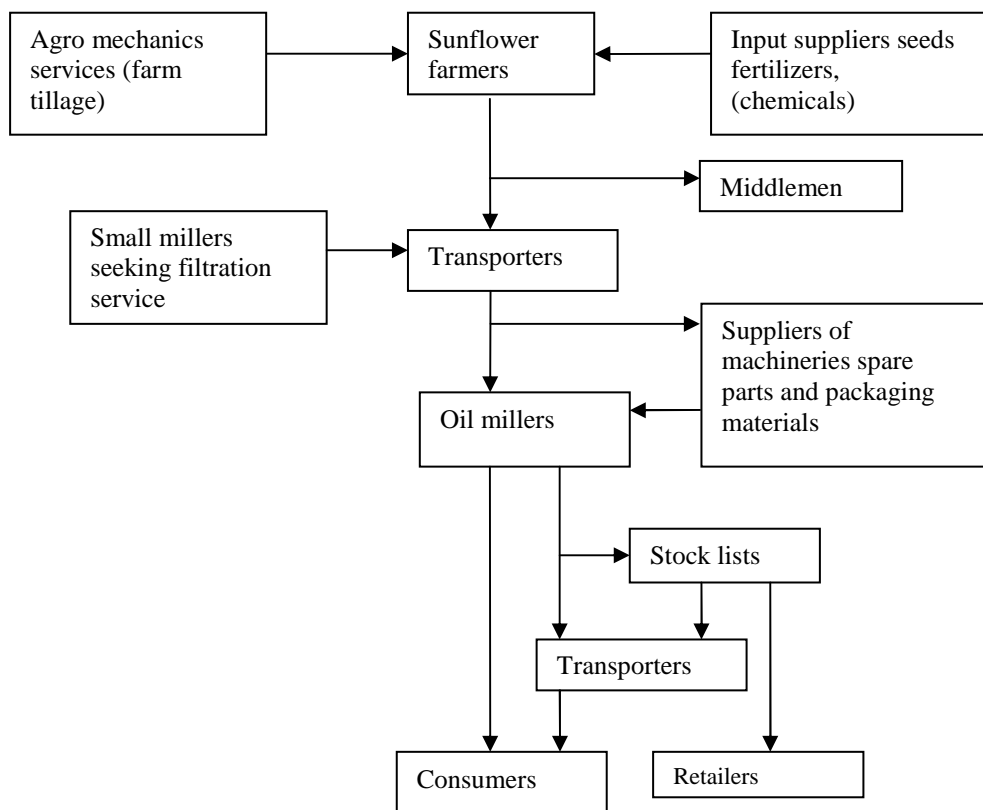 Agro mechanics
services (farm
tillage)
Sunflower
farmers
Input suppliers seeds
fertilizers,
(chemicals)
Middlemen
Small millers
seeking filtration
service
Transporters
Suppliers of
machineries spare
parts and packaging
materials
Oil millers
Stock lists
Transporters
Consumers
Retailers